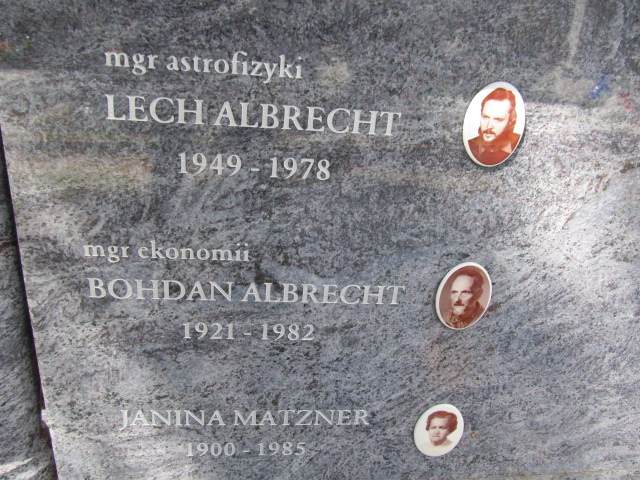 mgr astrofizyki
LECH ALBRECHT
1949 - 1978
mgr ekonomii
BOHDAN ALBRECHT
1921 - 1982
JANINA MATZNER
1900 - 1985